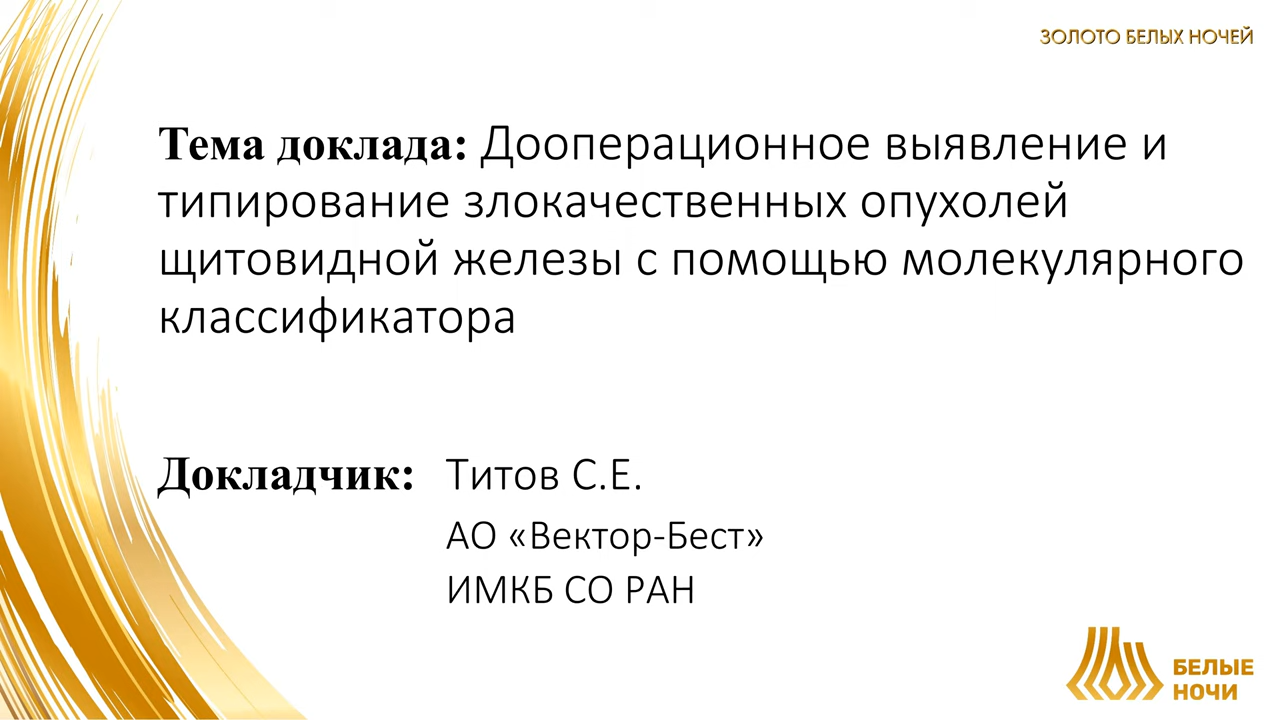 ЗОЛОТО БЕЛЫХ НОЧЕЙ
Тема доклада: Дооперационное выявление и
типирование злокачественных опухолей
щитовидной железы с помощью молекулярного
классификатора
Докладчик: Титов С.Е.
АО «Вектор-Бест»
ИМКБ СО РАН
БЕЛЫЕ
НОЧИ